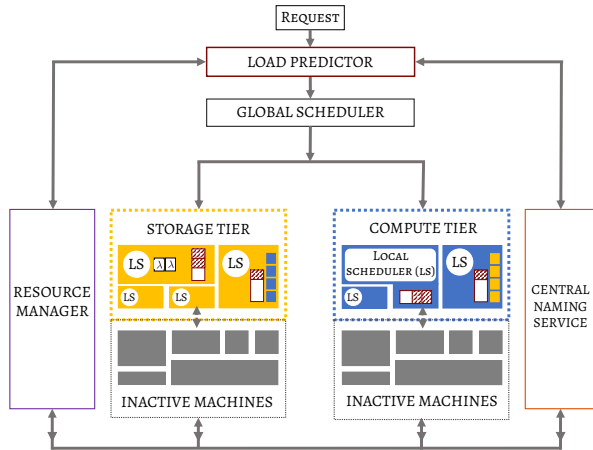 REQUEST
LOAD PREDICTOR
GLOBAL SCHEDULER
STORAGE TIER
LS
λ λ
LS
LS
LS
COMPUTE TIER
LOCAL
SCHEDULER (LS)
LS
LS
RESOURCE
MANAGER
CENTRAL
NAMING
SERVICE
INACTIVE MACHINES
INACTIVE MACHINES